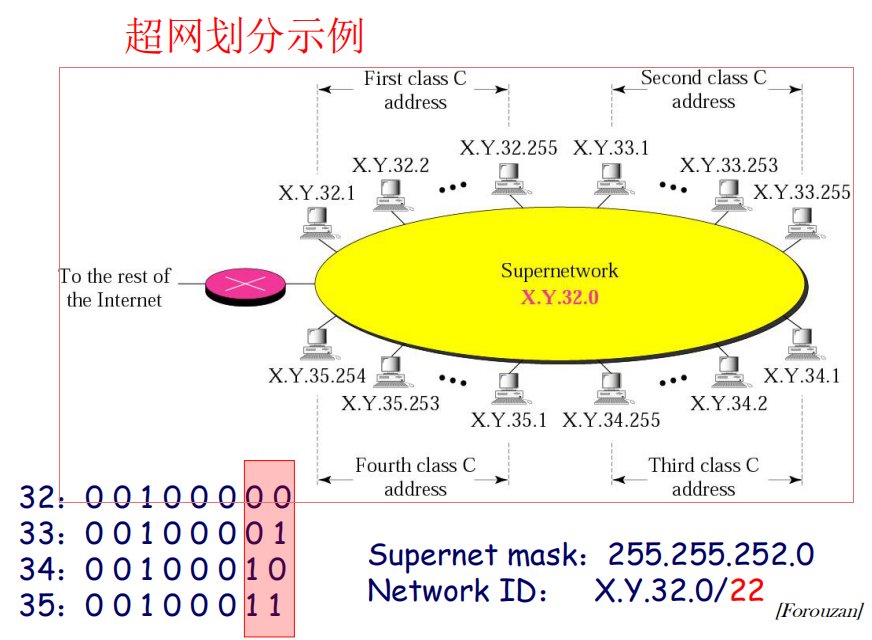 超网划分示例
First class C
address
Second class C
address
X.Y.32.255
X.Y.33.1
X.Y.32.2
X.Y.33.253
X.Y.32.1
X.Y.33.255
To the rest of
the Internet
Supernetwork
X.Y.32.0
X.Y.35.254
X.Y.34.1
X.Y.35.253
X.Y.34.2
X.Y.35.1
X.Y.34.255
Fourth class C
address
Third class C
address
32：0 0 1 0 0 0 0 0
33：0 0 1 0 0 0 0 1
34：0 0 1 0 0 0 1 0
35：0 0 1 0 0 0 1 1
Supernet mask：255.255.252.0
Network ID： X.Y.32.0/22
[Forouzan]